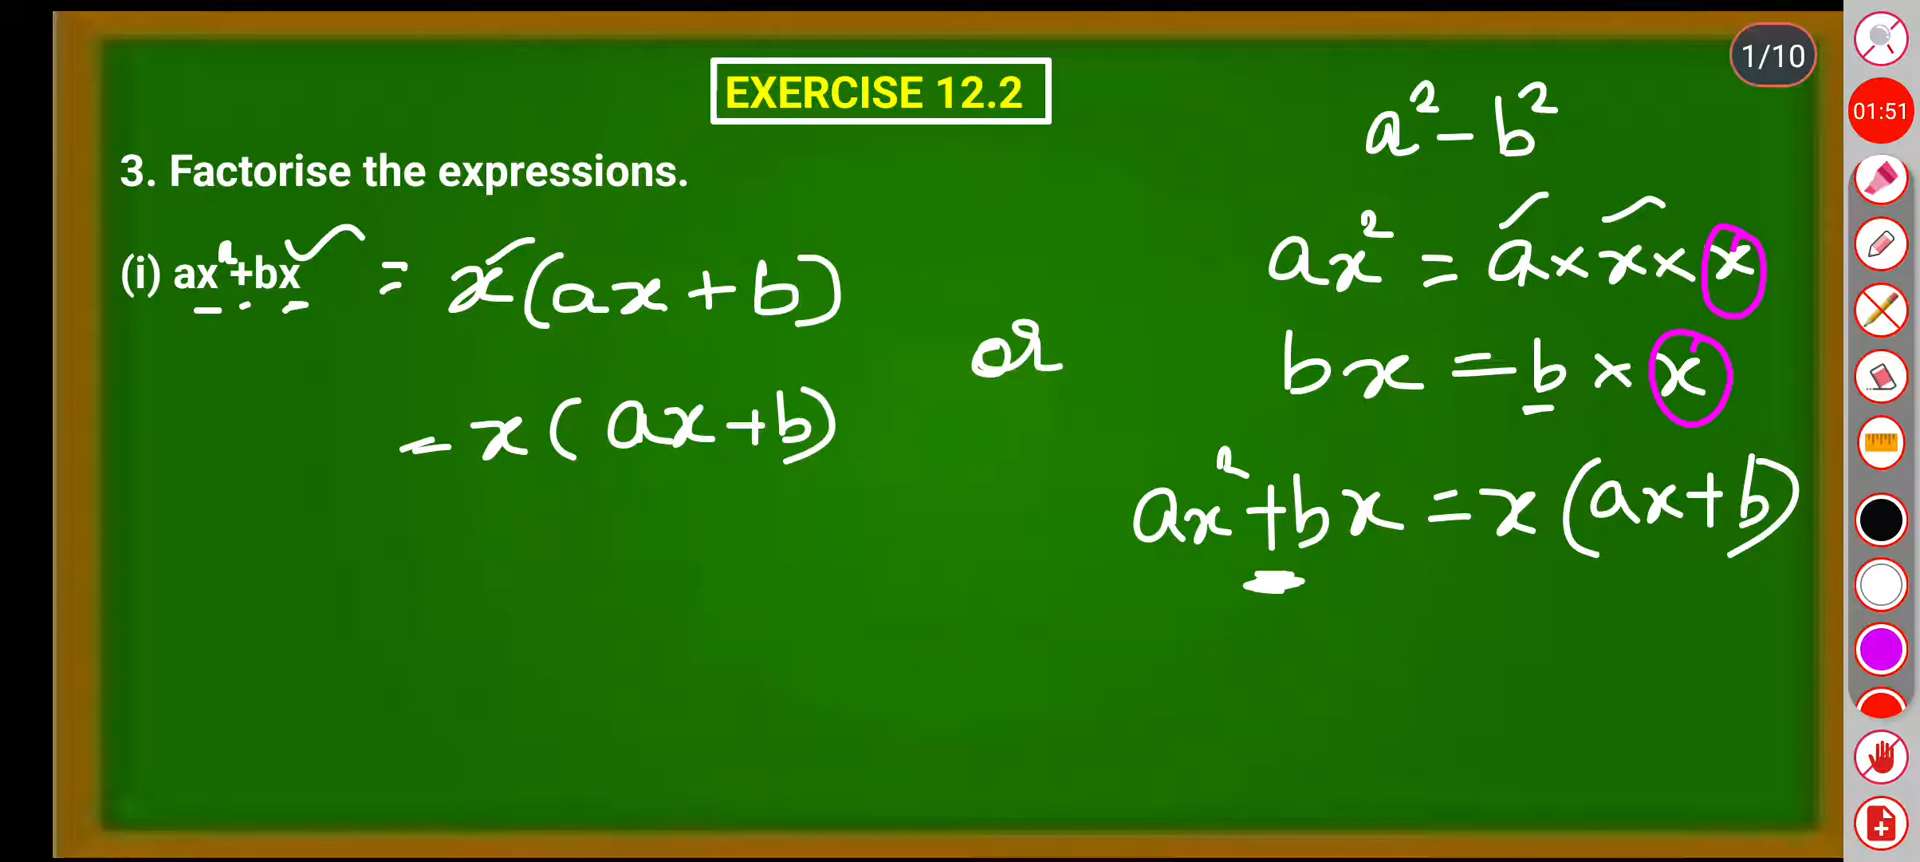 EXERCISE 12.2
1/10
01:51
3. Factorise the expressions.
(i) ax²+bx = x(ax+b)
= x(ax+b)
or
a²-b²
ax² = a×x×x
bx = b×x
ax²+bx = x(ax+b)